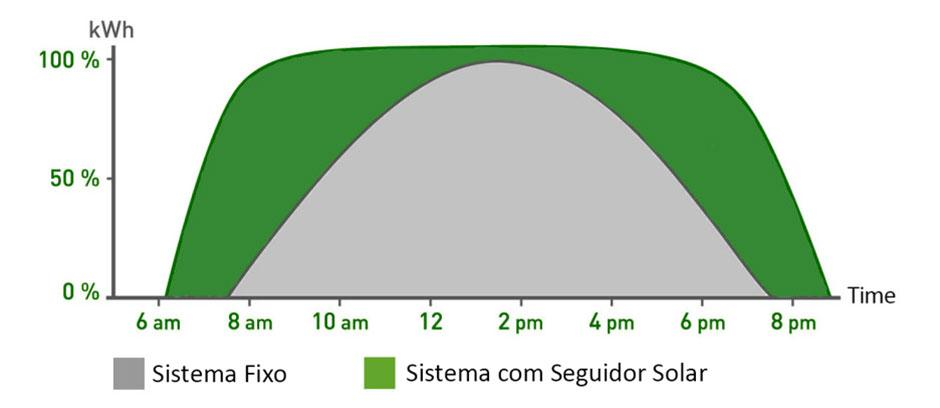 kWh
100 %
50 %
0 %
Time
6 am 8 am 10 am 12 2 pm 4 pm 6 pm 8 pm
Sistema Fixo Sistema com Seguidor Solar